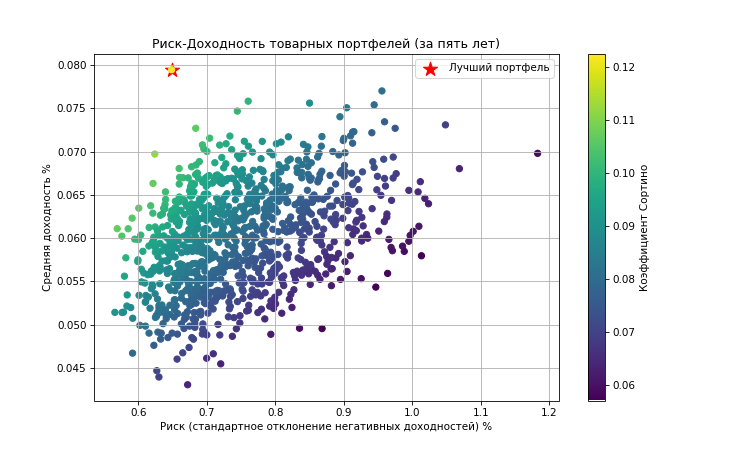 Риск-Доходность товарных портфелей (за пять лет)
Лучший портфель
Средняя доходность %
0.080
0.075
0.070
0.065
0.060
0.055
0.050
0.045
0.6 0.7 0.8 0.9 1.0 1.1 1.2
Риск (стандартное отклонение негативных доходностей) %
0.12
0.11
0.10
0.09
0.08
0.07
0.06
Коэффициент Сортино